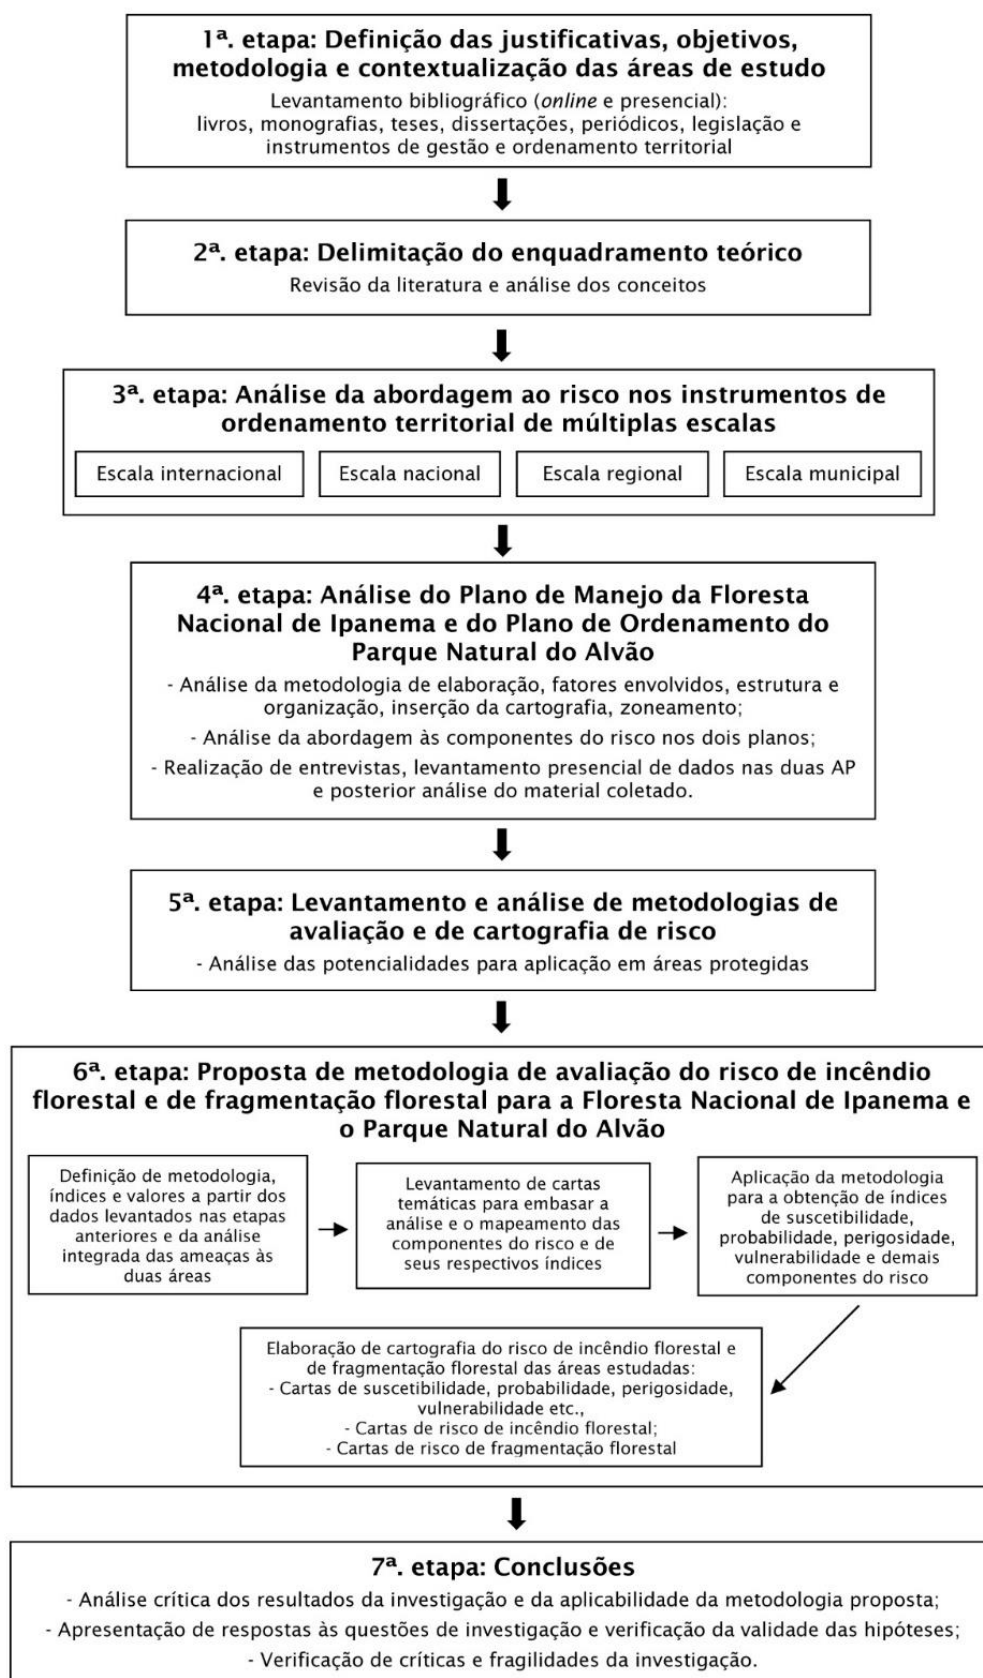 1ª. etapa: Definição das justificativas, objetivos,
metodologia e contextualização das áreas de estudo
Levantamento bibliográfico (online e presencial):
livros, monografias, teses, dissertações, periódicos, legislação e
instrumentos de gestão e ordenamento territorial
2ª. etapa: Delimitação do enquadramento teórico
Revisão da literatura e análise dos conceitos
3ª. etapa: Análise da abordagem ao risco nos instrumentos de
ordenamento territorial de múltiplas escalas
Escala internacional
Escala nacional
Escala regional
Escala municipal
4ª. etapa: Análise do Plano de Manejo da Floresta
Nacional de Ipanema e do Plano de Ordenamento do
Parque Natural do Alvão
- Análise da metodologia de elaboração, fatores envolvidos, estrutura e
organização, inserção da cartografia, zoneamento;
- Análise da abordagem às componentes do risco nos dois planos;
- Realização de entrevistas, levantamento presencial de dados nas duas AP
e posterior análise do material coletado.
5ª. etapa: Levantamento e análise de metodologias de
avaliação e de cartografia de risco
- Análise das potencialidades para aplicação em áreas protegidas
6ª. etapa: Proposta de metodologia de avaliação do risco de incêndio
florestal e de fragmentação florestal para a Floresta Nacional de Ipanema e
o Parque Natural do Alvão
Definição de metodologia,
índices e valores a partir dos
dados levantados nas etapas
anteriores e da análise
integrada das ameaças às
duas áreas
Levantamento de cartas
temáticas para embasar a
análise e o mapeamento das
componentes do risco e de
seus respectivos índices
Aplicação da metodologia
para a obtenção de índices
de suscetibilidade,
probabilidade, perigosidade,
vulnerabilidade e demais
componentes do risco
Elaboração de cartografia do risco de incêndio florestal e
de fragmentação florestal das áreas estudadas:
- Cartas de suscetibilidade, probabilidade, perigosidade,
vulnerabilidade etc.,
- Cartas de risco de incêndio florestal;
- Cartas de risco de fragmentação florestal
7ª. etapa: Conclusões
- Análise crítica dos resultados da investigação e da aplicabilidade da metodologia proposta;
- Apresentação de respostas às questões de investigação e verificação da validade das hipóteses;
- Verificação de críticas e fragilidades da investigação.